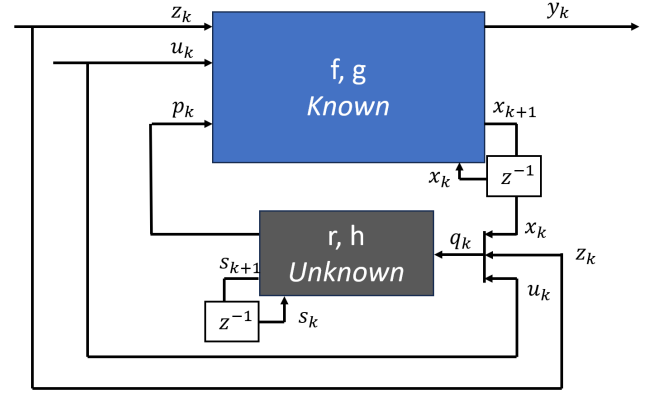 z_k
y_k
u_k
f, g
Known
p_k
x_{k+1}
x_k
z^{-1}
r, h
Unknown
q_k
x_k
z_k
s_{k+1}
u_k
z^{-1}
s_k